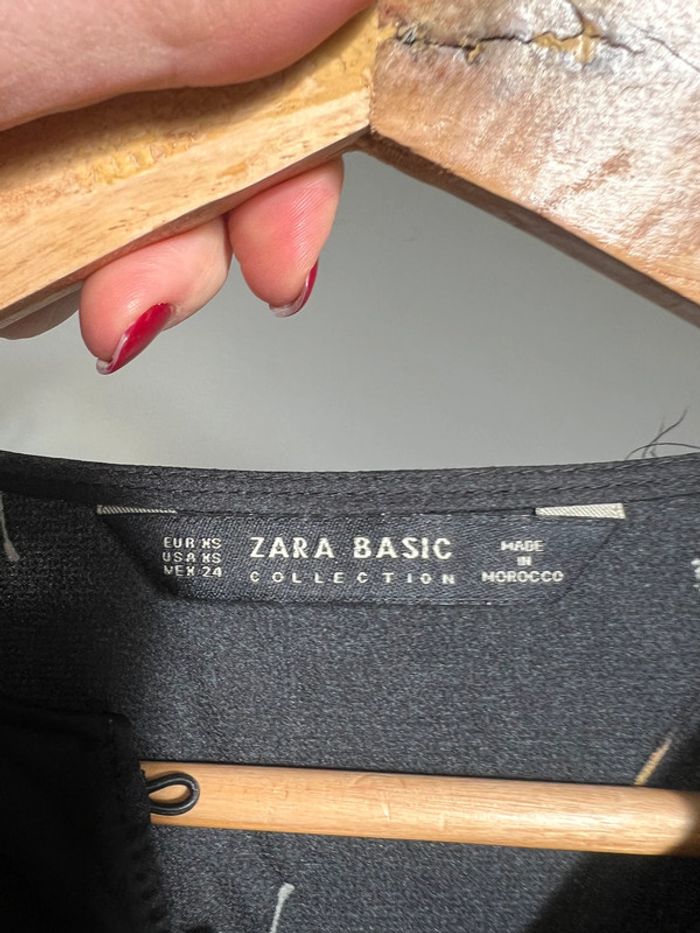 EUR XS
USA XS
MEX 24
ZARA BASIC
COLLECTION
MADE
IN
MOROCCO